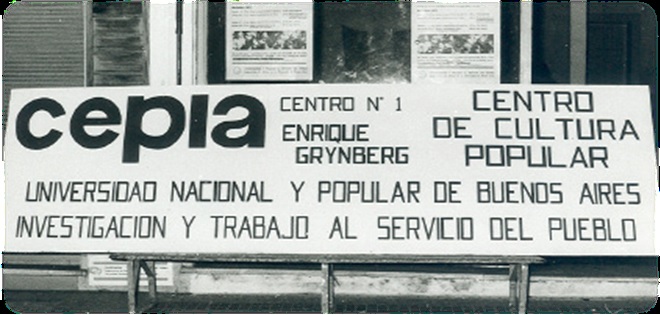 cepia
CENTRO N° 1
ENRIQUE
GRYNBERG
CENTRO
DE CULTURA
POPULAR
UNIVERSIDAD NACIONAL Y POPULAR DE BUENOS AIRES
INVESTIGACION Y TRABAJO AL SERVICIO DEL PUEBLO